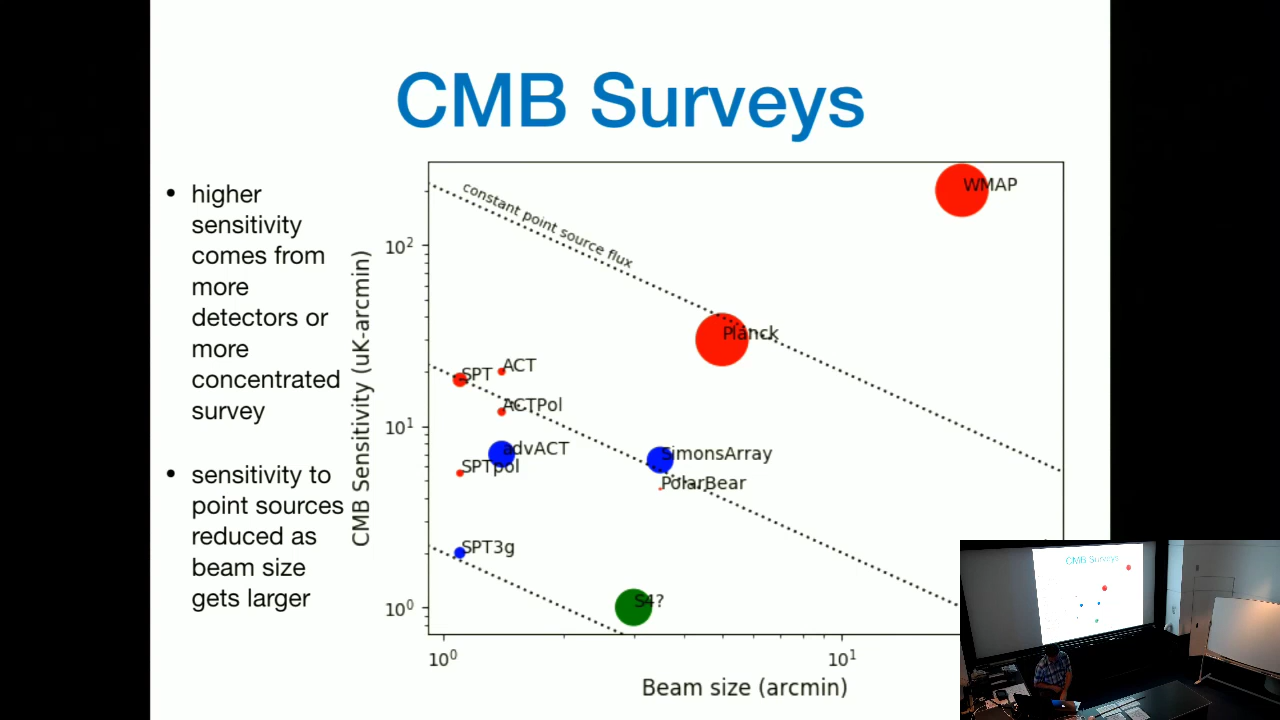 CMB Surveys
• higher
sensitivity
comes from
more
detectors or
more
concentrated
survey
• sensitivity to
point sources
reduced as
beam size
gets larger
CMB Sensitivity (uK-arcmin)
10²
10¹
10⁰
constant point source flux
WMAP
Planck
ACT
SPT
ACTPol
advACT
SimonsArray
SPTpol
PolarBear
SPT3g
S4?
10⁰
10¹
Beam size (arcmin)
CMB Surveys